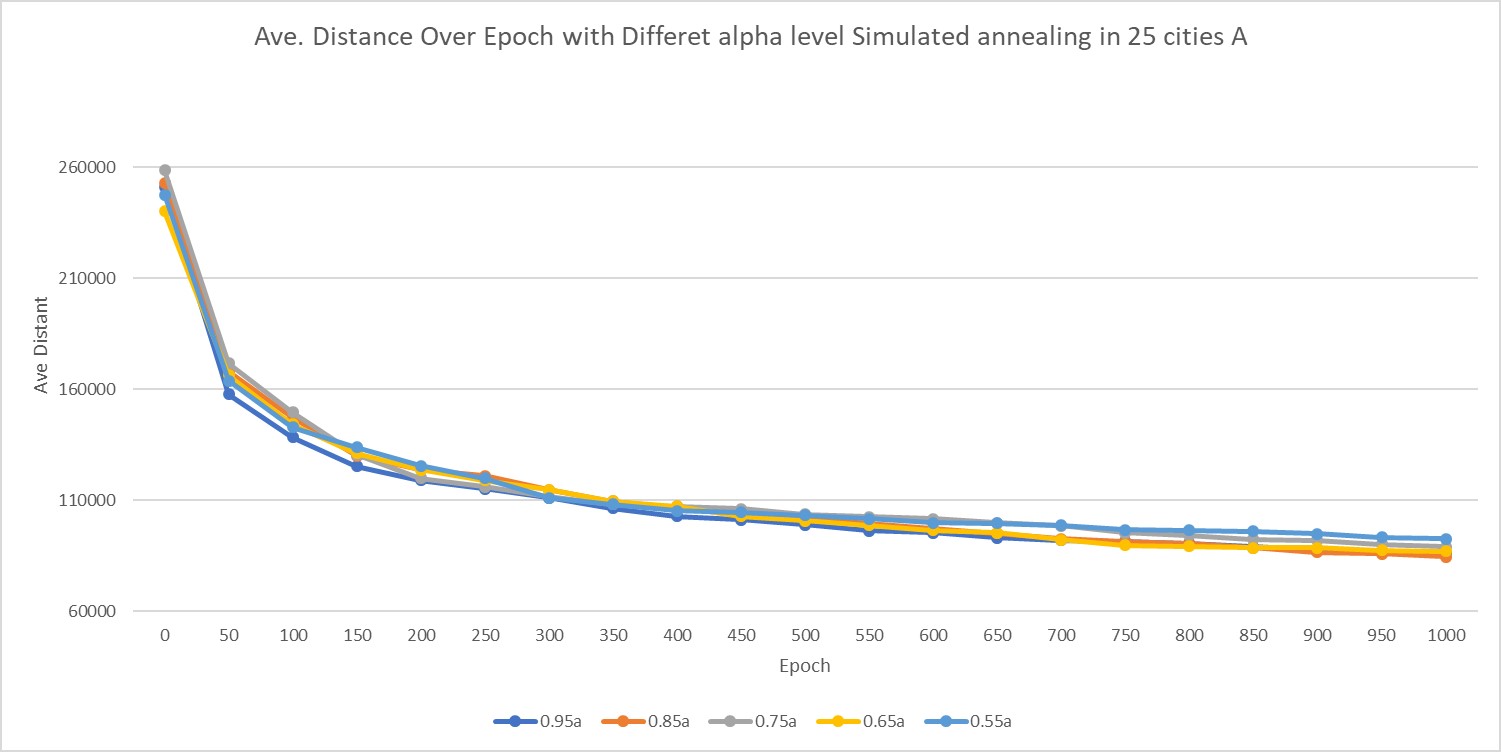 Ave. Distance Over Epoch with Differet alpha level Simulated annealing in 25 cities A
260000
210000
160000
110000
60000
Ave Distant
0 50 100 150 200 250 300 350 400 450 500 550 600 650 700 750 800 850 900 950 1000
Epoch
0.95a 0.85a 0.75a 0.65a 0.55a